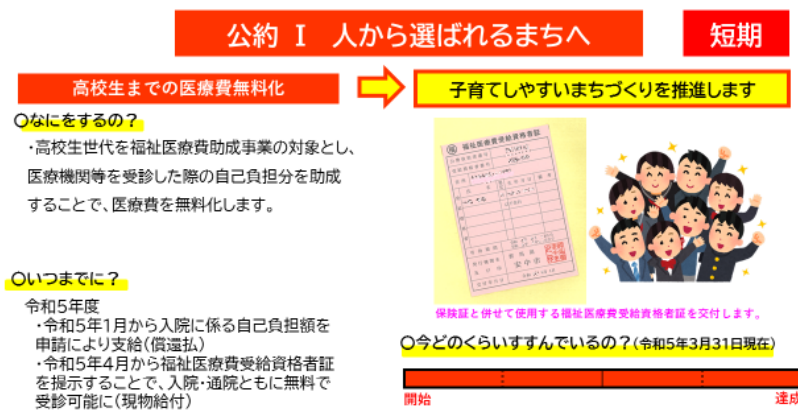 公約 Ⅰ 人から選ばれるまちへ
短期
高校生までの医療費無料化
子育てしやすいまちづくりを推進します
〇なにをするの？
・高校生世代を福祉医療費助成事業の対象とし、
医療機関等を受診した際の自己負担分を助成
することで、医療費を無料化します。
福祉医療費受給資格者証
保険証と併せて使用する福祉医療費受給資格者証を交付します。
〇いつまでに？
令和5年度
・令和5年1月から入院に係る自己負担額を
申請により支給(償還払)
・令和5年4月から福祉医療費受給資格者証
を提示することで、入院・通院ともに無料で
受診可能に(現物給付)
〇今どのくらいすすんでいるの？(令和5年3月31日現在)
開始
達成